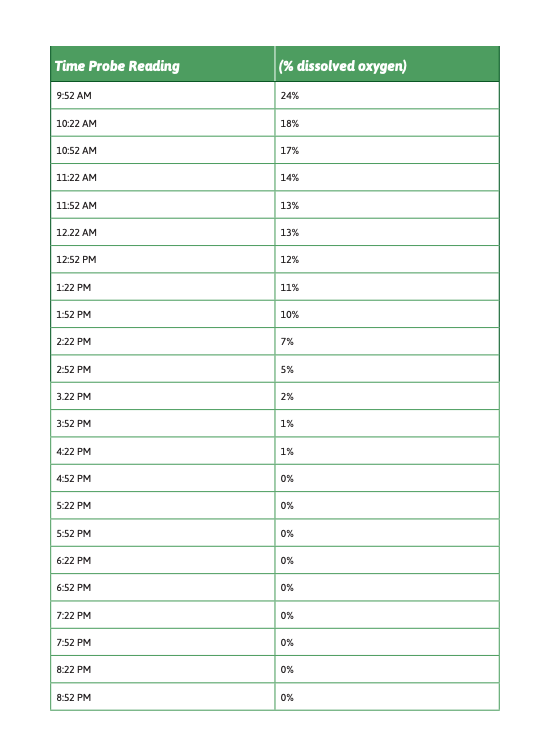 Time Probe Reading (% dissolved oxygen)
9:52 AM 24%
10:22 AM 18%
10:52 AM 17%
11:22 AM 14%
11:52 AM 13%
12.22 AM 13%
12:52 PM 12%
1:22 PM 11%
1:52 PM 10%
2:22 PM 7%
2:52 PM 5%
3.22 PM 2%
3:52 PM 1%
4:22 PM 1%
4:52 PM 0%
5:22 PM 0%
5:52 PM 0%
6:22 PM 0%
6:52 PM 0%
7:22 PM 0%
7:52 PM 0%
8:22 PM 0%
8:52 PM 0%